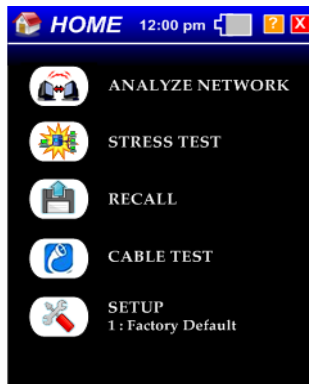 HOME 12:00 pm ? X
ANALYZE NETWORK
STRESS TEST
RECALL
CABLE TEST
SETUP
1 : Factory Default